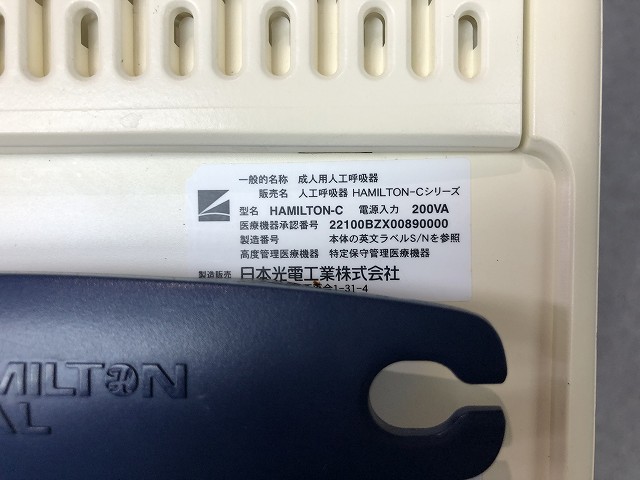 一般的名称 成人用人工呼吸器
販売名 人工呼吸器 HAMILTON-Cシリーズ
型名 HAMILTON-C 電源入力 200VA
医療機器承認番号 22100BZX00890000
製造番号 本体の英文ラベルS/Nを参照
高度管理医療機器 特定保守管理医療機器
製造販売 日本光電工業株式会社
1-31-4
MILTON
AL